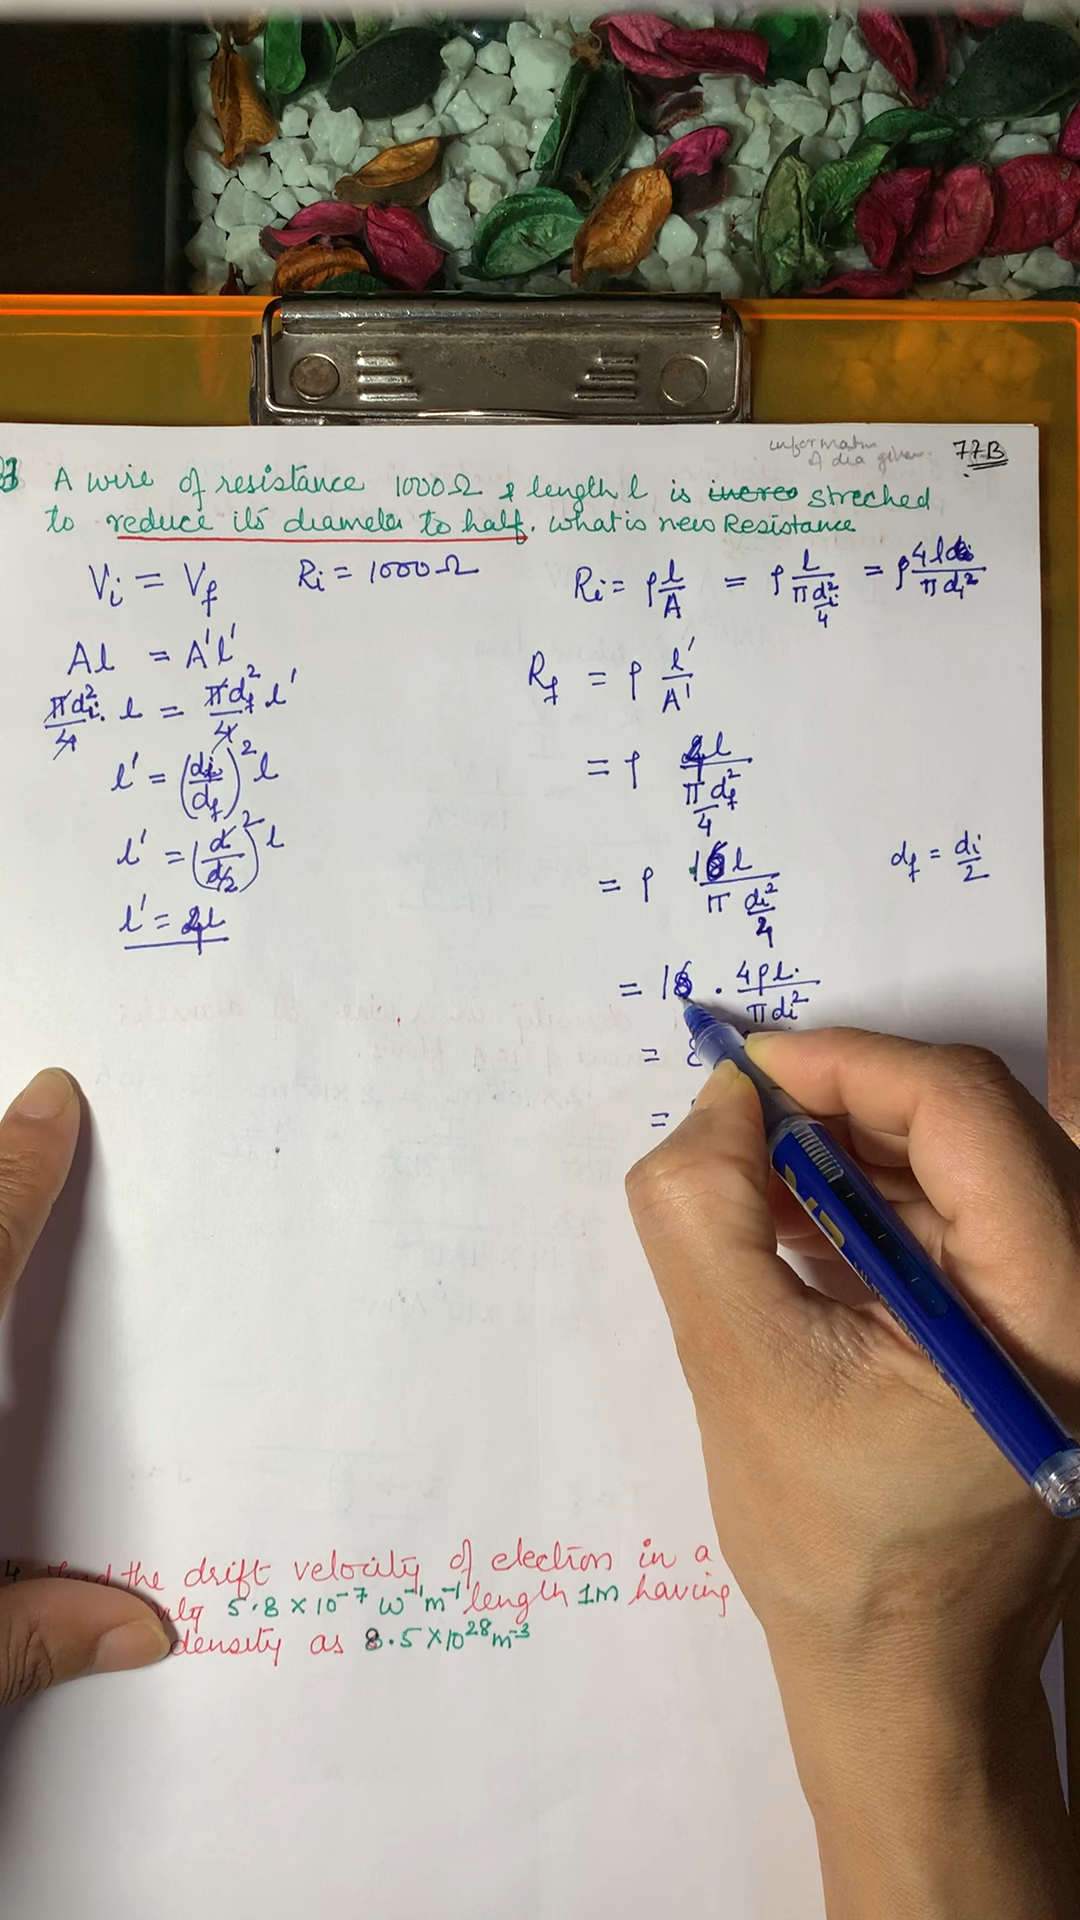 informatn
of dia given.
77B
A wire of resistance 1000Ω & length l is increa streched
to reduce its diameter to half. What is new Resistance
Vi = Vf
Ri = 1000Ω
Al = A'l'
πdi²/4 . l = πdf²/4 l'
l' = (di/df)² l
l' = (d/d/2)² l
l' = 4l
Ri = ρ l/A = ρ l/πdi²/4 = ρ 4l/πdi²
Rf = ρ l'/A'
= ρ 4l/πdf²/4
= ρ 16l/π di²/4
df = di/2
= 16 . 4ρl/πdi²
= 
= 
the drift velocity of election in a
5.8 × 10⁻⁷ w⁻¹m⁻¹ length 1m having
density as 8.5 × 10²⁸ m⁻³